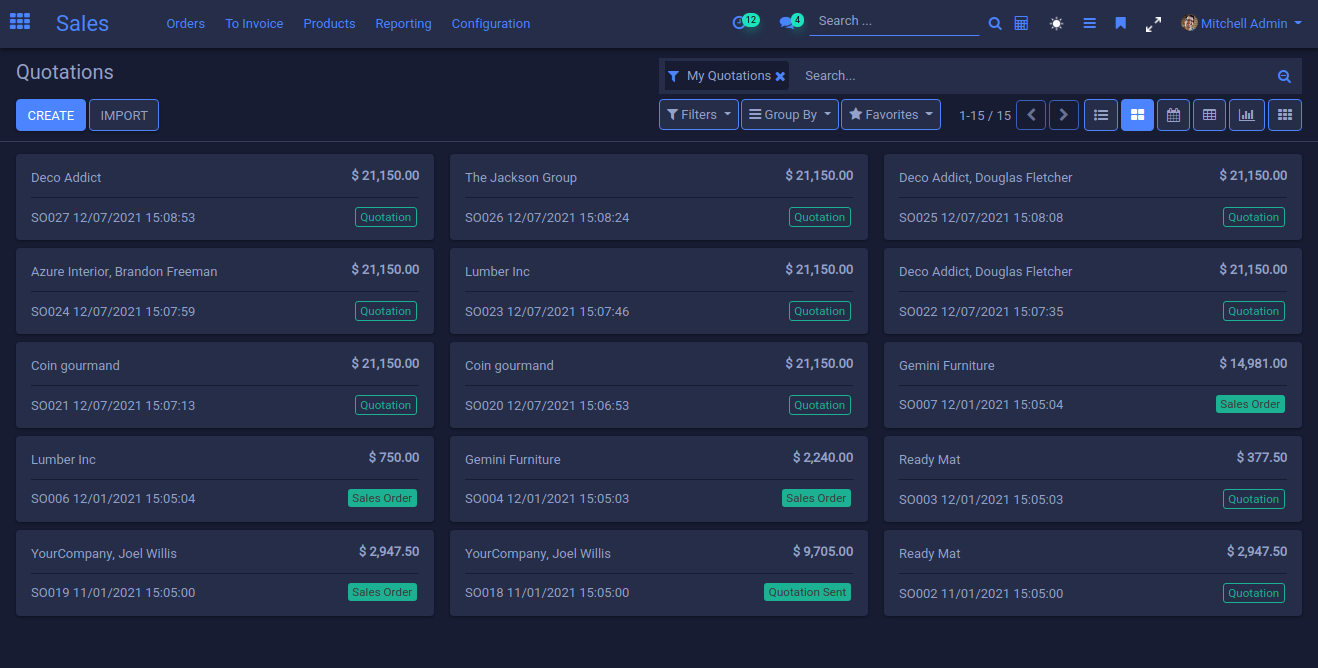 Sales Orders To Invoice Products Reporting Configuration 12 4 Search ... Mitchell Admin
Quotations My Quotations Search...
CREATE IMPORT Filters Group By Favorites 1-15 / 15
Deco Addict $ 21,150.00 The Jackson Group $ 21,150.00 Deco Addict, Douglas Fletcher $ 21,150.00
SO027 12/07/2021 15:08:53 Quotation SO026 12/07/2021 15:08:24 Quotation SO025 12/07/2021 15:08:08 Quotation
Azure Interior, Brandon Freeman $ 21,150.00 Lumber Inc $ 21,150.00 Deco Addict, Douglas Fletcher $ 21,150.00
SO024 12/07/2021 15:07:59 Quotation SO023 12/07/2021 15:07:46 Quotation SO022 12/07/2021 15:07:35 Quotation
Coin gourmand $ 21,150.00 Coin gourmand $ 21,150.00 Gemini Furniture $ 14,981.00
SO021 12/07/2021 15:07:13 Quotation SO020 12/07/2021 15:06:53 Quotation SO007 12/01/2021 15:05:04 Sales Order
Lumber Inc $ 750.00 Gemini Furniture $ 2,240.00 Ready Mat $ 377.50
SO006 12/01/2021 15:05:04 Sales Order SO004 12/01/2021 15:05:03 Sales Order SO003 12/01/2021 15:05:03 Quotation
YourCompany, Joel Willis $ 2,947.50 YourCompany, Joel Willis $ 9,705.00 Ready Mat $ 2,947.50
SO019 11/01/2021 15:05:00 Sales Order SO018 11/01/2021 15:05:00 Quotation Sent SO002 11/01/2021 15:05:00 Quotation